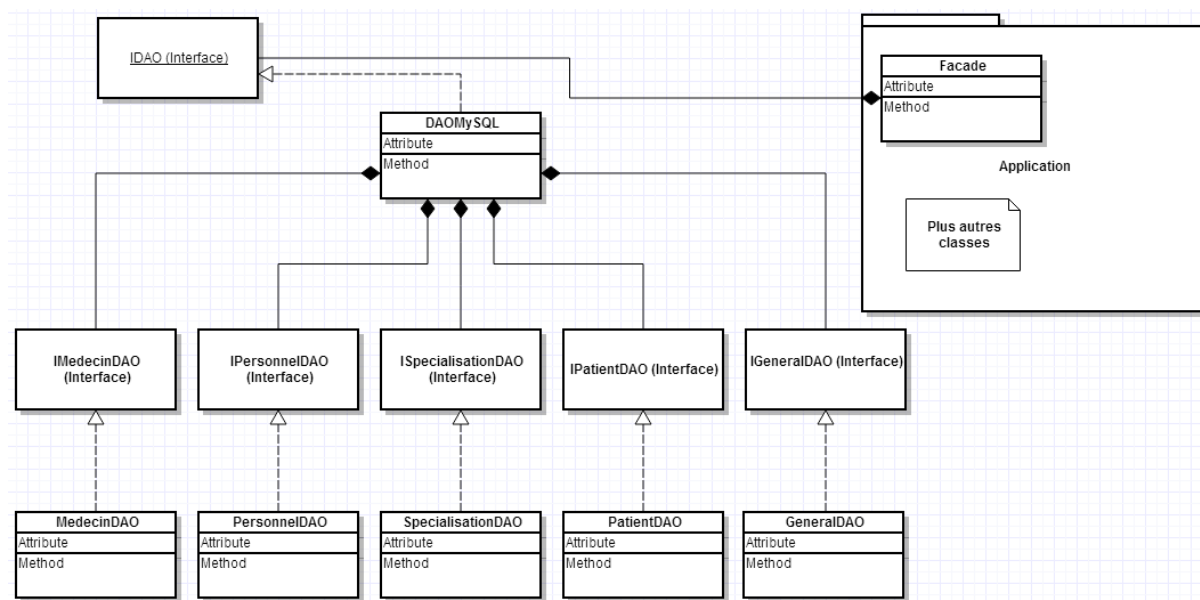 IDAO (Interface)
Facade
Attribute
Method
DAOMySQL
Attribute
Method
Application
Plus autres
classes
IMedecinDAO
(Interface)
IPersonnelDAO
(Interface)
ISpecialisationDAO
(Interface)
IPatientDAO (Interface)
IGeneralDAO (Interface)
MedecinDAO
Attribute
Method
PersonnelDAO
Attribute
Method
SpecialisationDAO
Attribute
Method
PatientDAO
Attribute
Method
GeneralDAO
Attribute
Method